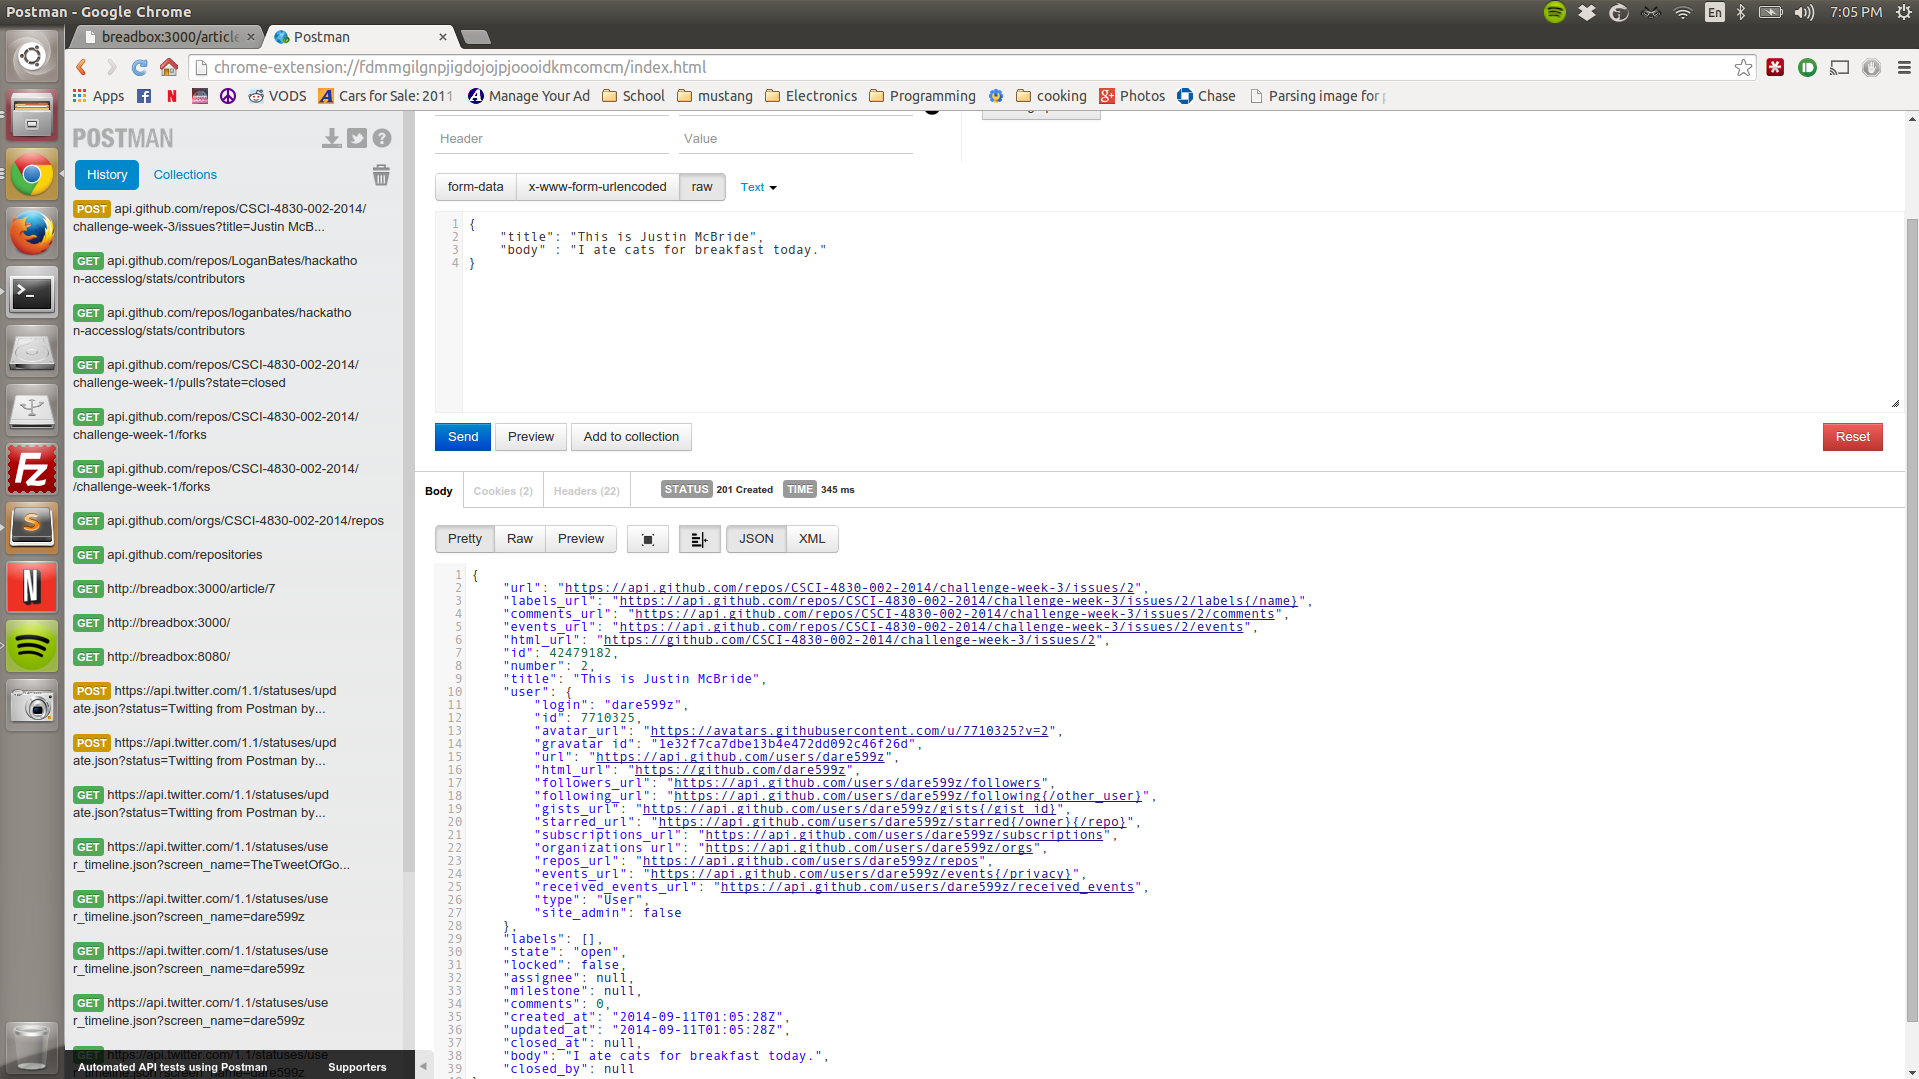 Postman - Google Chrome
En
7:05 PM
breadbox:3000/article
Postman
chrome-extension://fdmmgilgnpjigdojojpjoooidkmcomcm/index.html
Apps
VODS
Cars for Sale: 2011
Manage Your Ad
School
mustang
Electronics
Programming
cooking
Photos
Chase
Parsing image for
POSTMAN
History
Collections
POST api.github.com/repos/CSCI-4830-002-2014/
challenge-week-3/issues?title=Justin McB...
GET api.github.com/repos/LoganBates/hackatho
n-accesslog/stats/contributors
GET api.github.com/repos/loganbates/hackatho
n-accesslog/stats/contributors
GET api.github.com/repos/CSCI-4830-002-2014/
challenge-week-1/pulls?state=closed
GET api.github.com/repos/CSCI-4830-002-2014/
challenge-week-1/forks
GET api.github.com/repos/CSCI-4830-002-2014/
/challenge-week-1/forks
GET api.github.com/orgs/CSCI-4830-002-2014/repos
GET api.github.com/repositories
GET http://breadbox:3000/article/7
GET http://breadbox:3000/
GET http://breadbox:8080/
POST https://api.twitter.com/1.1/statuses/upd
ate.json?status=Twitting from Postman by...
POST https://api.twitter.com/1.1/statuses/upd
ate.json?status=Twitting from Postman by...
GET https://api.twitter.com/1.1/statuses/upd
ate.json?status=Twitting from Postman by...
GET https://api.twitter.com/1.1/statuses/use
r_timeline.json?screen_name=TheTweetOfGo...
GET https://api.twitter.com/1.1/statuses/use
r_timeline.json?screen_name=dare599z
GET https://api.twitter.com/1.1/statuses/use
r_timeline.json?screen_name=dare599z
GET https://api.twitter.com/1.1/statuses/use
r_timeline.json?screen_name=dare599z
GET https://api.twitter.com/1.1/statuses/use
Automated API tests using Postman
Supporters
Header
Value
form-data
x-www-form-urlencoded
raw
Text
1 {
2 "title": "This is Justin McBride",
3 "body" : "I ate cats for breakfast today."
4 }
Send
Preview
Add to collection
Reset
Body
Cookies (2)
Headers (22)
STATUS 201 Created TIME 345 ms
Pretty
Raw
Preview
JSON
XML
1 {
2 "url": "https://api.github.com/repos/CSCI-4830-002-2014/challenge-week-3/issues/2",
3 "labels_url": "https://api.github.com/repos/CSCI-4830-002-2014/challenge-week-3/issues/2/labels{/name}",
4 "comments_url": "https://api.github.com/repos/CSCI-4830-002-2014/challenge-week-3/issues/2/comments",
5 "events_url": "https://api.github.com/repos/CSCI-4830-002-2014/challenge-week-3/issues/2/events",
6 "html_url": "https://github.com/CSCI-4830-002-2014/challenge-week-3/issues/2",
7 "id": 42479182,
8 "number": 2,
9 "title": "This is Justin McBride",
10 "user": {
11 "login": "dare599z",
12 "id": 7710325,
13 "avatar_url": "https://avatars.githubusercontent.com/u/7710325?v=2",
14 "gravatar_id": "1e32f7ca7dbe13b4e472dd092c46f26d",
15 "url": "https://api.github.com/users/dare599z",
16 "html_url": "https://github.com/dare599z",
17 "followers_url": "https://api.github.com/users/dare599z/followers",
18 "following_url": "https://api.github.com/users/dare599z/following{/other_user}",
19 "gists_url": "https://api.github.com/users/dare599z/gists{/gist_id}",
20 "starred_url": "https://api.github.com/users/dare599z/starred{/owner}{/repo}",
21 "subscriptions_url": "https://api.github.com/users/dare599z/subscriptions",
22 "organizations_url": "https://api.github.com/users/dare599z/orgs",
23 "repos_url": "https://api.github.com/users/dare599z/repos",
24 "events_url": "https://api.github.com/users/dare599z/events{/privacy}",
25 "received_events_url": "https://api.github.com/users/dare599z/received_events",
26 "type": "User",
27 "site_admin": false
28 },
29 "labels": [],
30 "state": "open",
31 "locked": false,
32 "assignee": null,
33 "milestone": null,
34 "comments": 0,
35 "created_at": "2014-09-11T01:05:28Z",
36 "updated_at": "2014-09-11T01:05:28Z",
37 "closed_at": null,
38 "body": "I ate cats for breakfast today.",
39 "closed_by": null